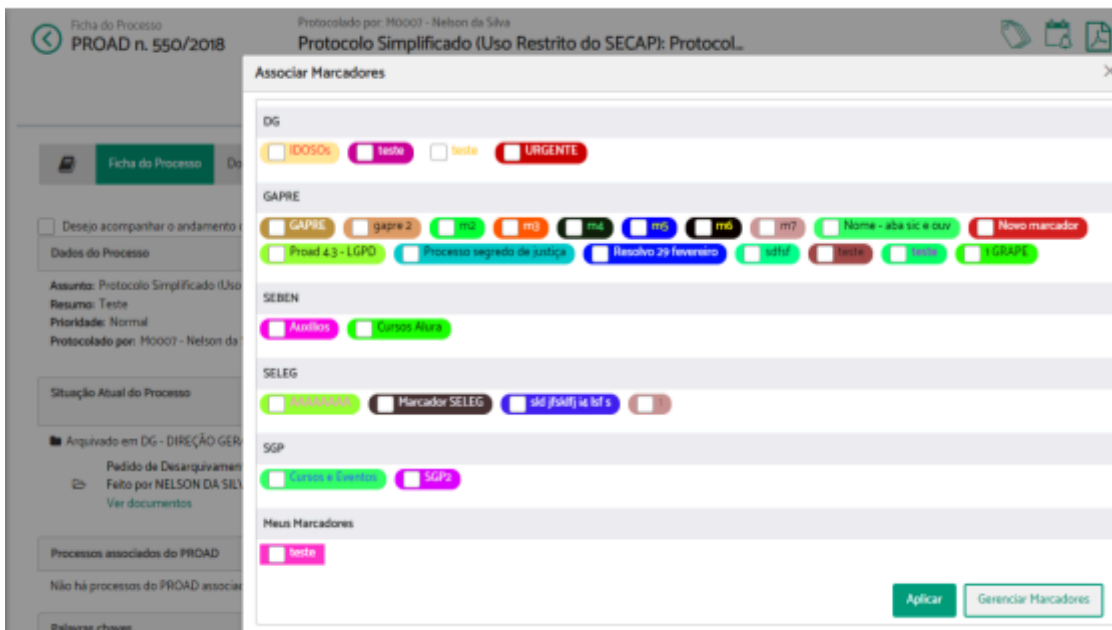 Ficha do Processo
PROAD n. 550/2018
Protocolado por: M0007 - Nelson da Silva
Protocolo Simplificado (Uso Restrito do SECAP): Protocol...
Associar Marcadores
DG
IDOSOs teste teste URGENTE
GAPRE
GAPRE gapre 2 m2 m3 m4 m5 m6 m7 Nome - aba sic e ouv Novo marcador
Proad 4.3 - LGPD Processo segredo de justiça Resolvo 29 fevereiro sdfsf teste teste 1 GRAPE
SEBEN
Auxílios Cursos Alura
SELEG
Marcador SELEG
SGP
Cursos e Eventos SGP2
Meus Marcadores
teste
Aplicar Gerenciar Marcadores
Ficha do Processo Do
Desejo acompanhar o andamento
Dados do Processo
Assunto: Protocolo Simplificado (Uso
Resumo: Teste
Prioridade: Normal
Protocolado por: M0007 - Nelson da
Situação Atual do Processo
Arquivado em DG - DIREÇÃO GER
Pedido de Desarquivamen
Feito por NELSON DA SILV
Ver documentos
Processos associados do PROAD
Não há processos do PROAD associa
Palavras chaves